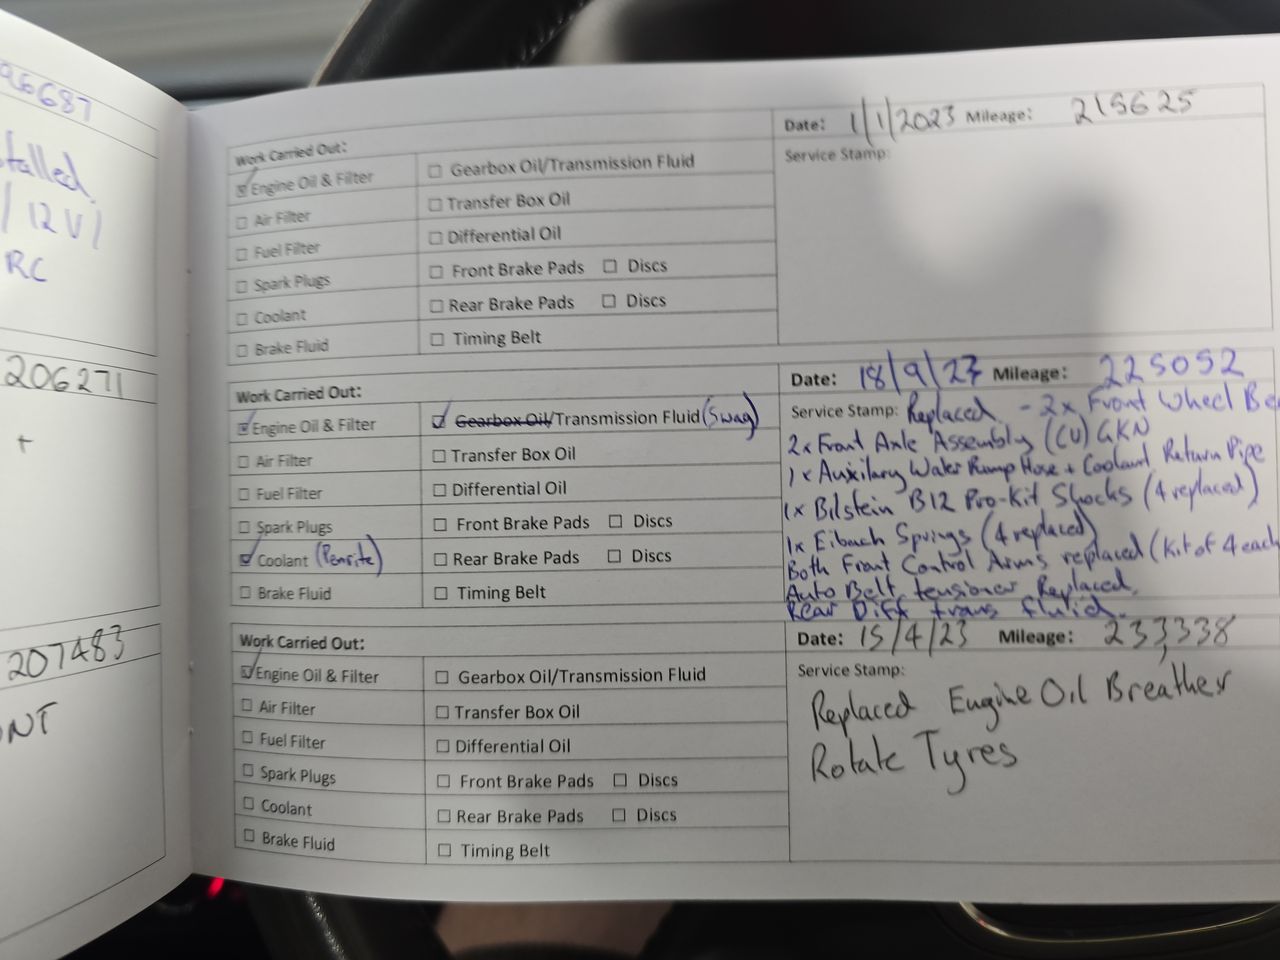 96687
talled
/ 12V/
RC
206271
+
207483
NT
Work Carried Out:
Date: 1/1/2023 Mileage: 215625
☑ Engine Oil & Filter ☐ Gearbox Oil/Transmission Fluid
Service Stamp:
☐ Air Filter ☐ Transfer Box Oil
☐ Fuel Filter ☐ Differential Oil
☐ Spark Plugs ☐ Front Brake Pads ☐ Discs
☐ Coolant ☐ Rear Brake Pads ☐ Discs
☐ Brake Fluid ☐ Timing Belt
Work Carried Out:
Date: 18/9/23 Mileage: 225052
☑ Engine Oil & Filter ☑ Gearbox Oil/Transmission Fluid (Swag)
☐ Air Filter ☐ Transfer Box Oil
☐ Fuel Filter ☐ Differential Oil
☐ Spark Plugs ☐ Front Brake Pads ☐ Discs
☑ Coolant (Penrite) ☐ Rear Brake Pads ☐ Discs
☐ Brake Fluid ☐ Timing Belt
Service Stamp: Replaced - 2x Front Wheel Be
2x Front Axle Assembly (CV) GKN
1x Auxilary Water Pump Hose + Coolant Return Pipe
1x Bilstein B12 Pro-Kit Shocks (4 replaced)
1x Eibach Springs (4 replaced)
Both Front Control Arms replaced (Kit of 4 each
Auto Belt tensioner Replaced,
Rear Diff trans fluid.
Work Carried Out:
Date: 15/4/23 Mileage: 233,338
☑ Engine Oil & Filter ☐ Gearbox Oil/Transmission Fluid
☐ Air Filter ☐ Transfer Box Oil
☐ Fuel Filter ☐ Differential Oil
☐ Spark Plugs ☐ Front Brake Pads ☐ Discs
☐ Coolant ☐ Rear Brake Pads ☐ Discs
☐ Brake Fluid ☐ Timing Belt
Service Stamp:
Replaced Engine Oil Breather
Rotate Tyres